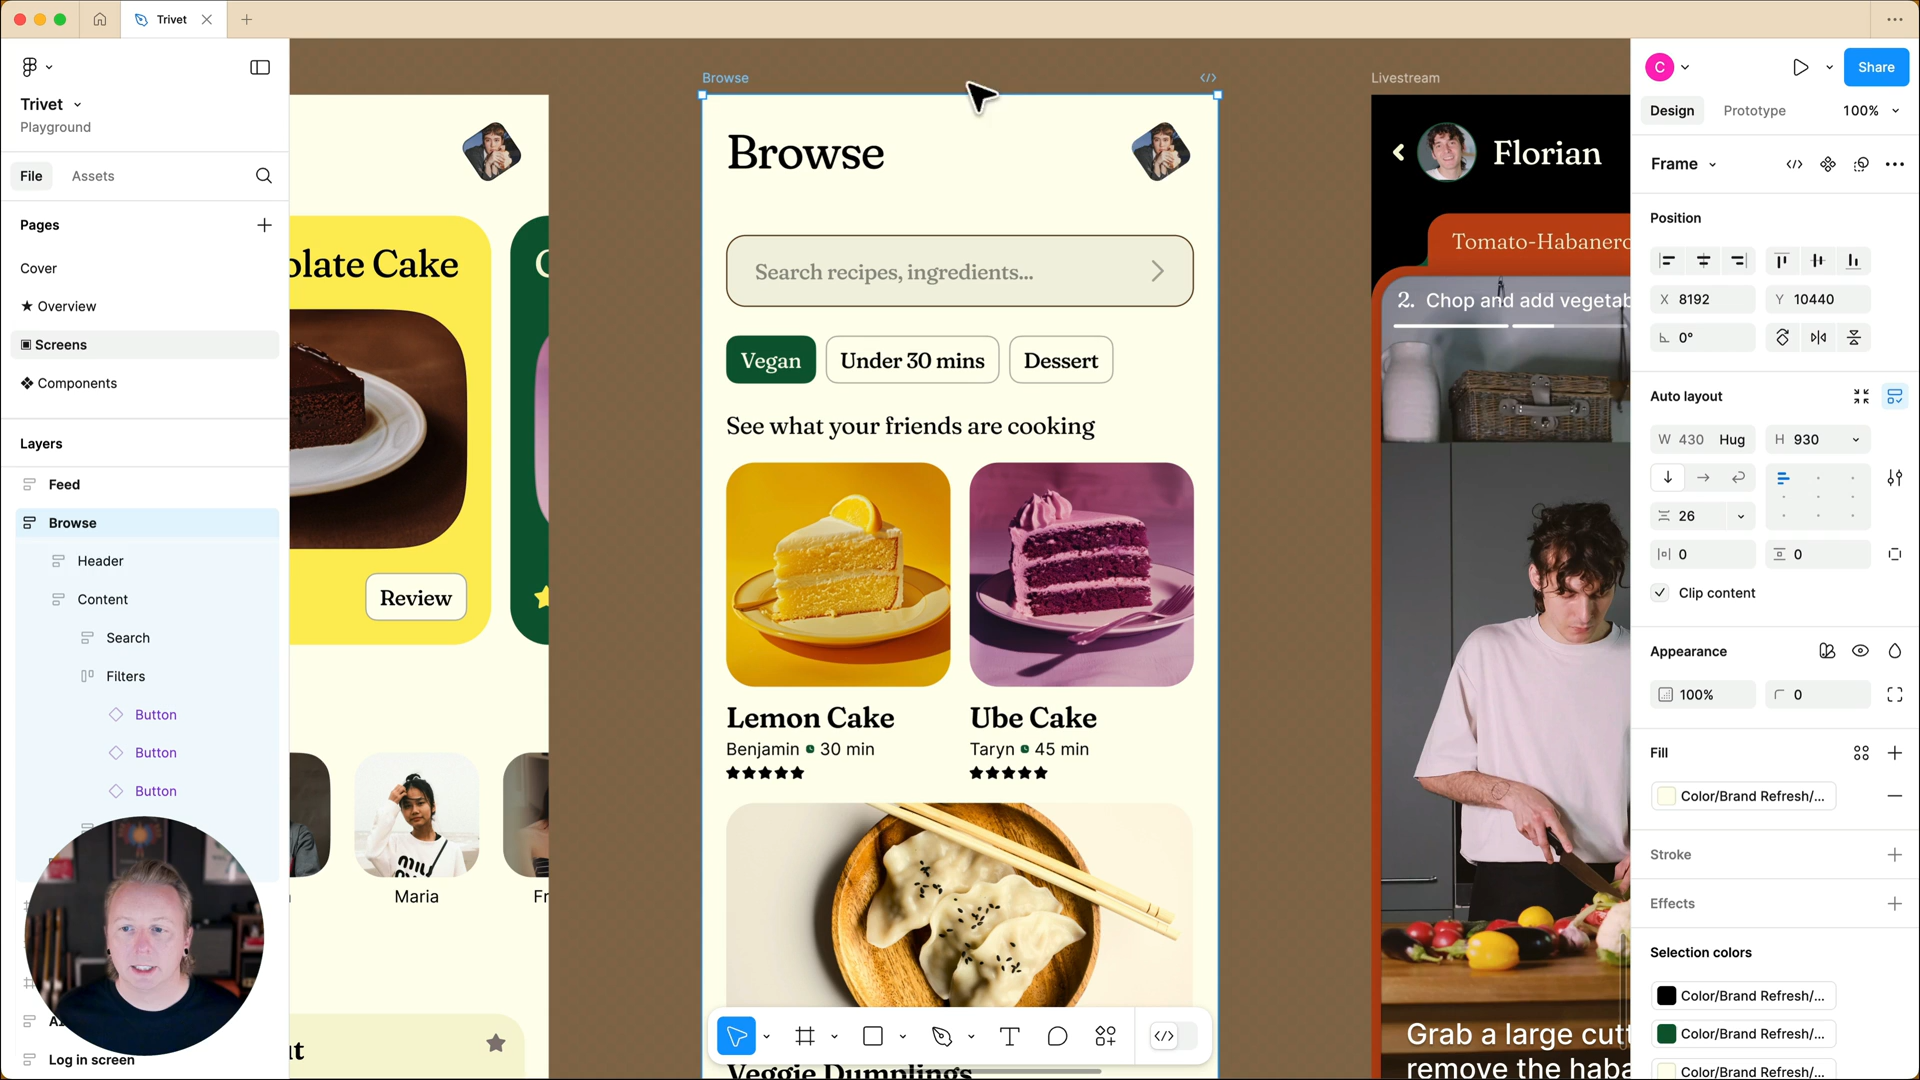 Trivet
Trivet
Playground
File
Assets
Pages
Cover
★ Overview
Screens
Components
Layers
Feed
Browse
Header
Content
Search
Filters
Button
Button
Button
Log in screen
olate Cake
Review
Maria
Browse
</>
Browse
Search recipes, ingredients...
Vegan
Under 30 mins
Dessert
See what your friends are cooking
Lemon Cake
Benjamin
30 min
Ube Cake
Taryn
45 min
Veggie Dumplings
</>
Livestream
Florian
Tomato-Habanero
2. Chop and add vegetab
Grab a large cutt
remove the haba
C
Share
Design
Prototype
100%
Frame
</>
Position
X 8192
Y 10440
0°
Auto layout
W 430 Hug
H 930
26
0
0
Clip content
Appearance
100%
0
Fill
Color/Brand Refresh/...
Stroke
Effects
Selection colors
Color/Brand Refresh/...
Color/Brand Refresh/...
Color/Brand Refresh/...